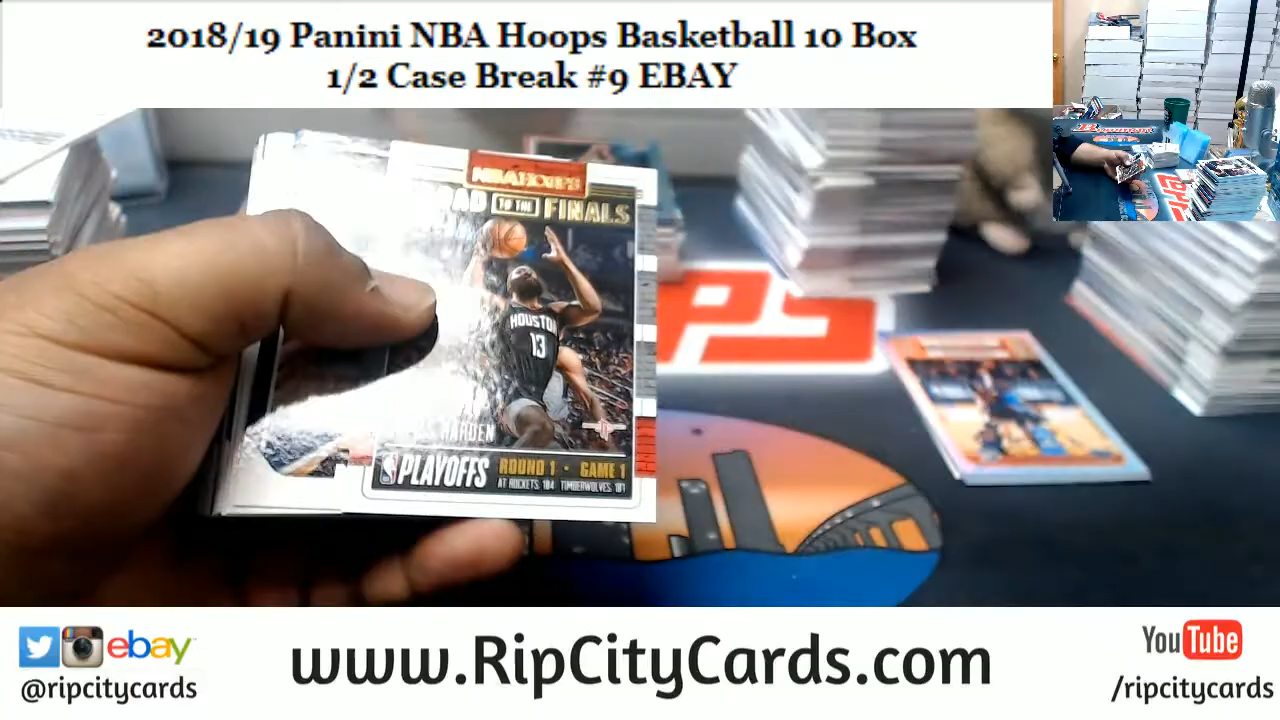 2018/19 Panini NBA Hoops Basketball 10 Box
1/2 Case Break #9 EBAY
NBA HOOPS
TO THE FINALS
HOUSTON
13
HARDEN
PLAYOFFS
ROUND 1 • GAME 1
AT ROCKETS 104 TIMBERWOLVES 101
PS
ebay
@ripcitycards
www.RipCityCards.com
YouTube
/ripcitycards